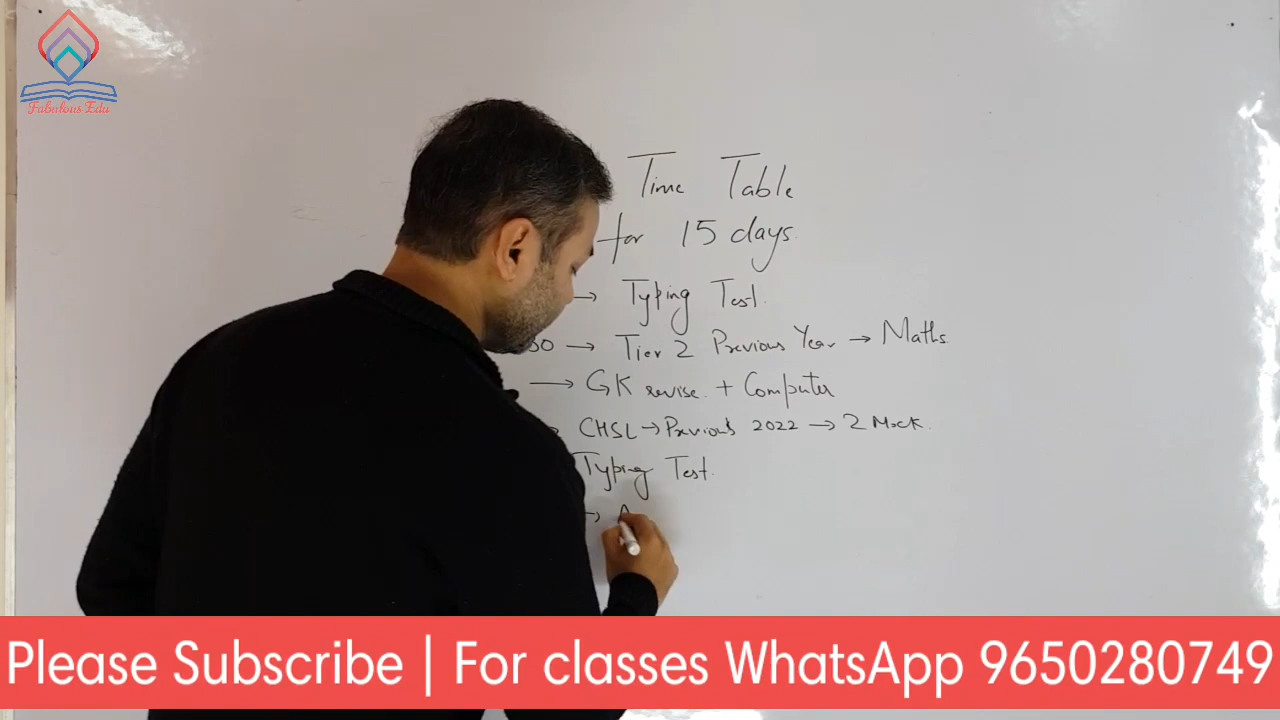 Fabulous Edu
Time Table
for 15 days.
→ Typing Test.
30 → Tier 2 Previous Year → Maths
→ GK revise. + Computer
CHSL → Previous 2022 → 2 Mock.
Typing Test.
→ A
Please Subscribe | For classes WhatsApp 9650280749